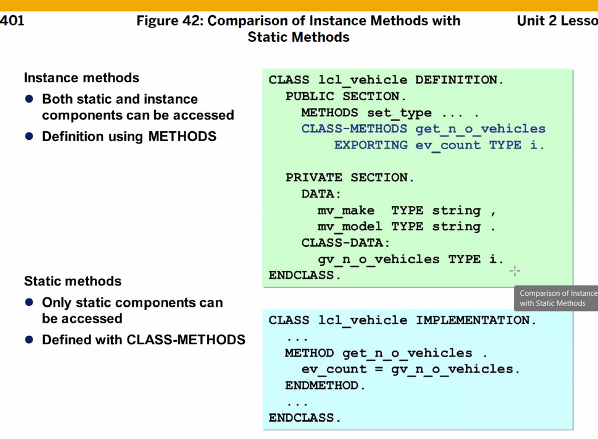 401
Figure 42: Comparison of Instance Methods with
Static Methods
Unit 2 Lesso
Instance methods
Both static and instance
components can be accessed
Definition using METHODS
CLASS lcl_vehicle DEFINITION.
PUBLIC SECTION.
METHODS set_type ... .
CLASS-METHODS get_n_o_vehicles
EXPORTING ev_count TYPE i.
PRIVATE SECTION.
DATA:
mv_make TYPE string ,
mv_model TYPE string .
CLASS-DATA:
gv_n_o_vehicles TYPE i.
ENDCLASS.
Static methods
Only static components can
be accessed
Defined with CLASS-METHODS
Comparison of Instance
with Static Methods
CLASS lcl_vehicle IMPLEMENTATION.
...
METHOD get_n_o_vehicles .
ev_count = gv_n_o_vehicles.
ENDMETHOD.
...
ENDCLASS.